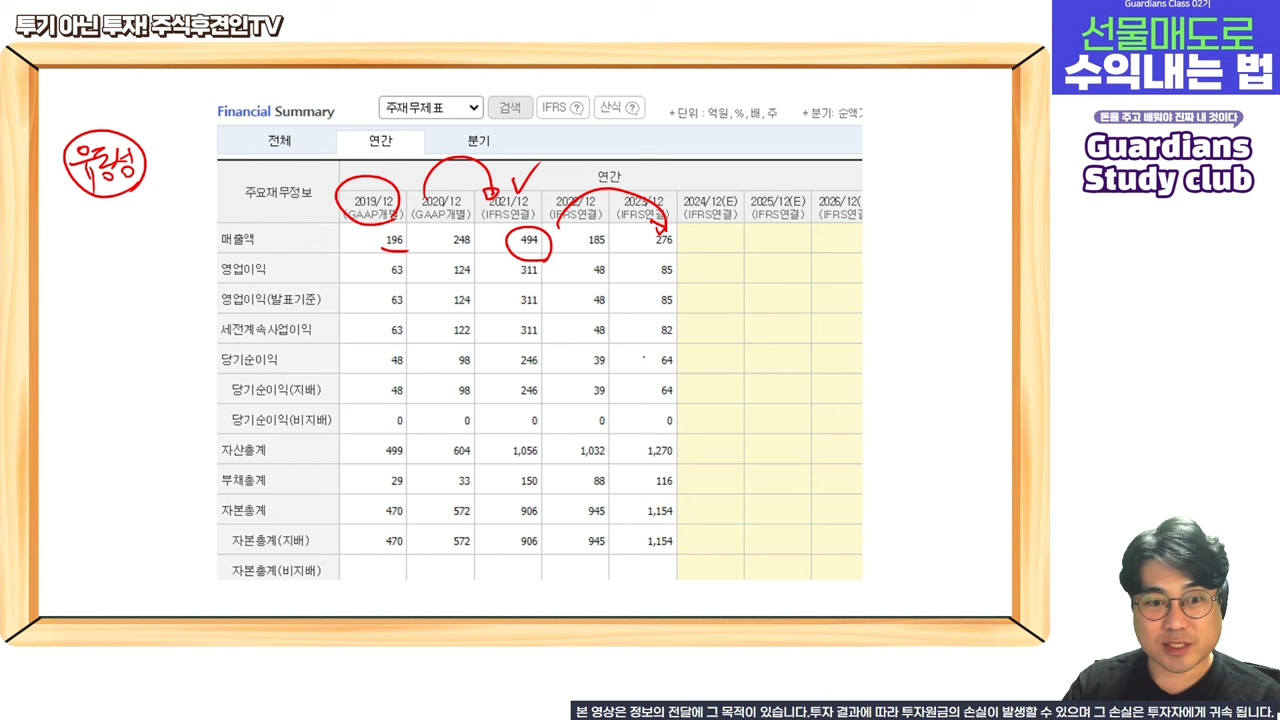 투기 아닌 투재! 주식후견인TV
Guardians Class 02기
선물매도로
수익내는 법
돈을 주고 배워야 진짜 내 것이다
Guardians
Study club
유동성
Financial Summary 주재무제표 검색 IFRS ? 산식 ? * 단위 : 억원, %, 배, 주 * 분기: 순액
전체 연간 분기
주요재무정보 연간
2019/12 2020/12 2021/12 2022/12 2023/12 2024/12(E) 2025/12(E) 2026/12(
(GAAP개별) (GAAP개별) (IFRS연결) (IFRS연결) (IFRS연결) (IFRS연결) (IFRS연결) (IFRS연
매출액 196 248 494 185 276
영업이익 63 124 311 48 85
영업이익(발표기준) 63 124 311 48 85
세전계속사업이익 63 122 311 48 82
당기순이익 48 98 246 39 64
당기순이익(지배) 48 98 246 39 64
당기순이익(비지배) 0 0 0 0 0
자산총계 499 604 1,056 1,032 1,270
부채총계 29 33 150 88 116
자본총계 470 572 906 945 1,154
자본총계(지배) 470 572 906 945 1,154
자본총계(비지배)
본 영상은 정보의 전달에 그 목적이 있습니다.투자 결과에 따라 투자원금의 손실이 발생할 수 있으며 그 손실은 투자자에게 귀속 됩니다.